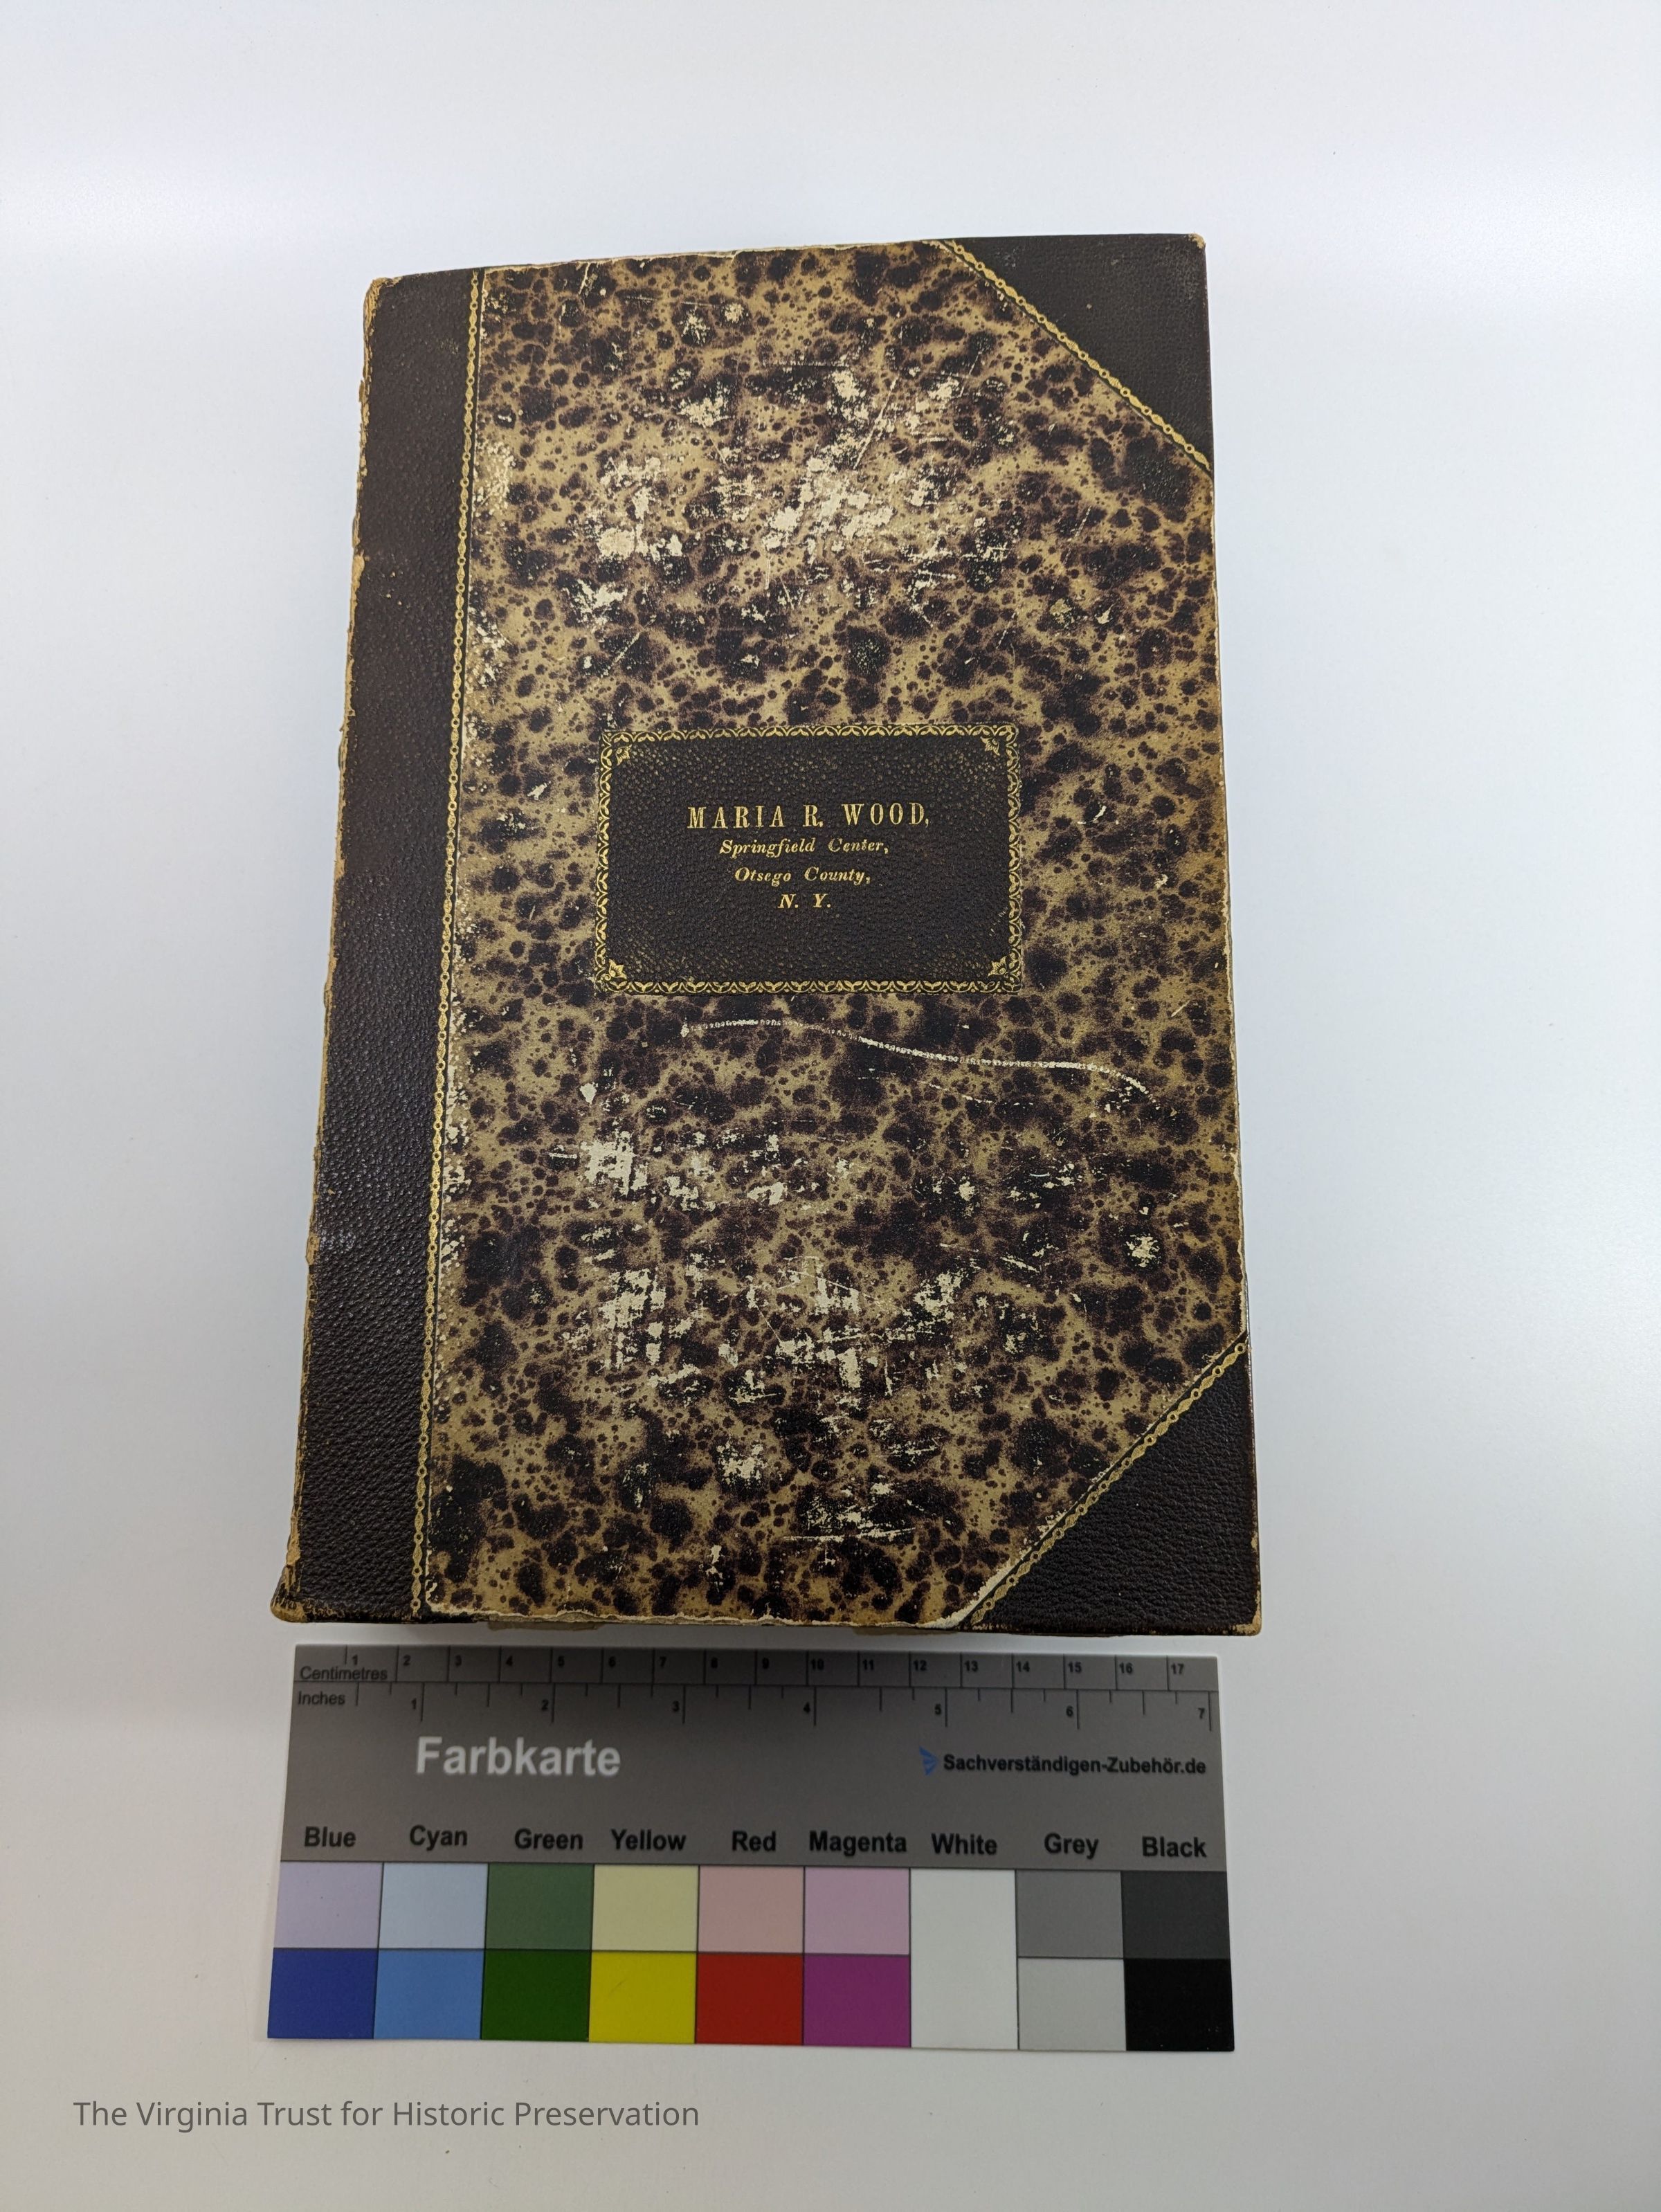 MARIA R. WOOD,
Springfield Center,
Otsego County,
N. Y.
1 2 3 4 5 6 7 8 9 10 11 12 13 14 15 16 17
Centimetres
Inches 1 2 3 4 5 6 7
Farbkarte
Sachverständigen-Zubehör.de
Blue Cyan Green Yellow Red Magenta White Grey Black
The Virginia Trust for Historic Preservation